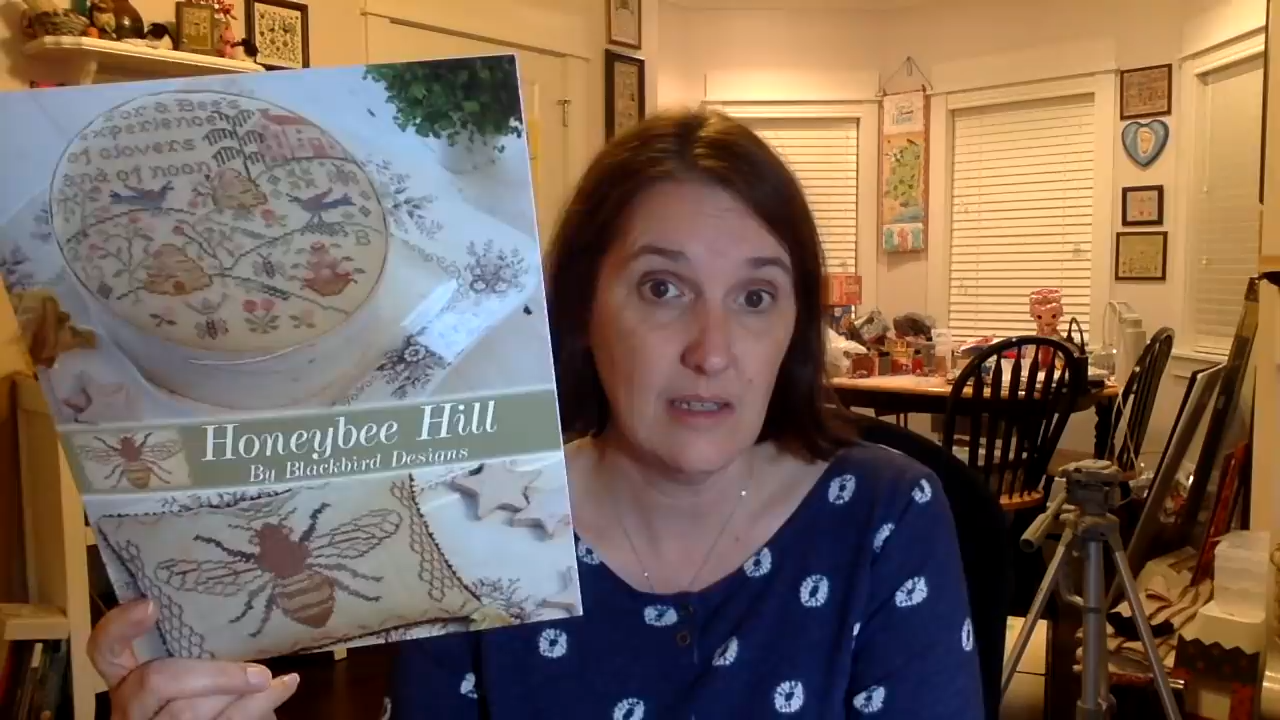 For a Bee's
experience
of clovers
and of noon
B
Honeybee Hill
By Blackbird Designs